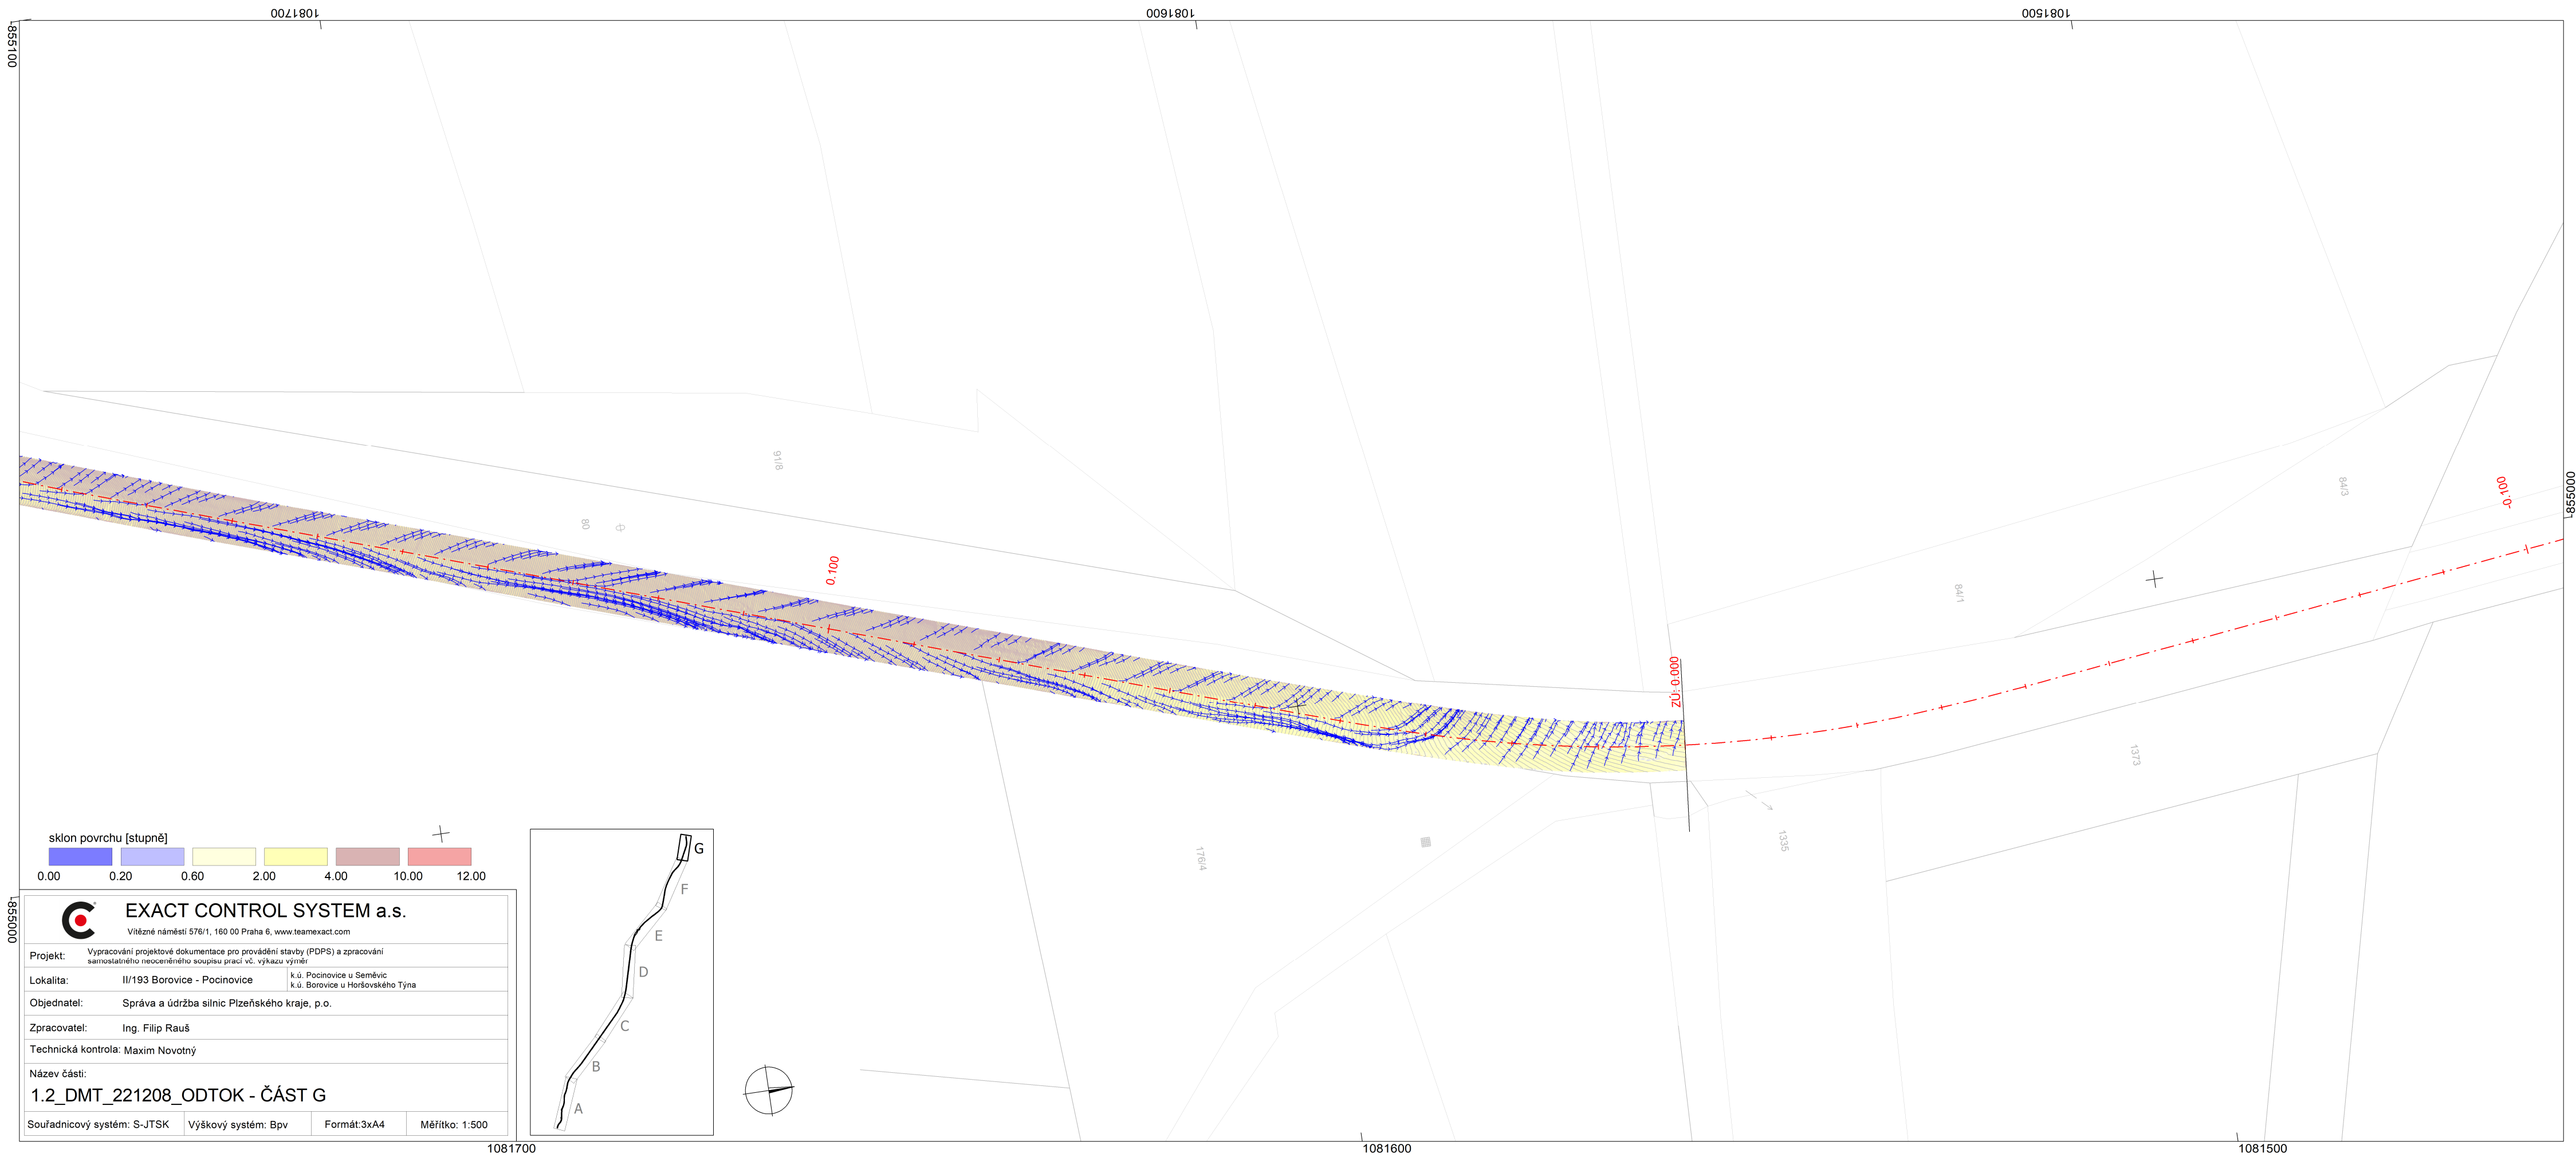 1081700
1081600
1081500
-855100
-855000
91/8
80
84/3
84/1
1373
1335
176/4
0.100
ZÚ: 0.000
-0.100
sklon povrchu [stupně]
0.00 0.20 0.60 2.00 4.00 10.00 12.00
EXACT CONTROL SYSTEM a.s.
Vítězné náměstí 576/1, 160 00 Praha 6, www.teamexact.com
Projekt: Vypracování projektové dokumentace pro provádění stavby (PDPS) a zpracování
samostatného neoceněného soupisu prací vč. výkazu výměr
Lokalita: II/193 Borovice - Pocinovice
k.ú. Pocinovice u Seměvic
k.ú. Borovice u Horšovského Týna
Objednatel: Správa a údržba silnic Plzeňského kraje, p.o.
Zpracovatel: Ing. Filip Rauš
Technická kontrola: Maxim Novotný
Název části:
1.2_DMT_221208_ODTOK - ČÁST G
Souřadnicový systém: S-JTSK Výškový systém: Bpv Formát:3xA4 Měřítko: 1:500
G
F
E
D
C
B
A
-855000
1081700
1081600
1081500